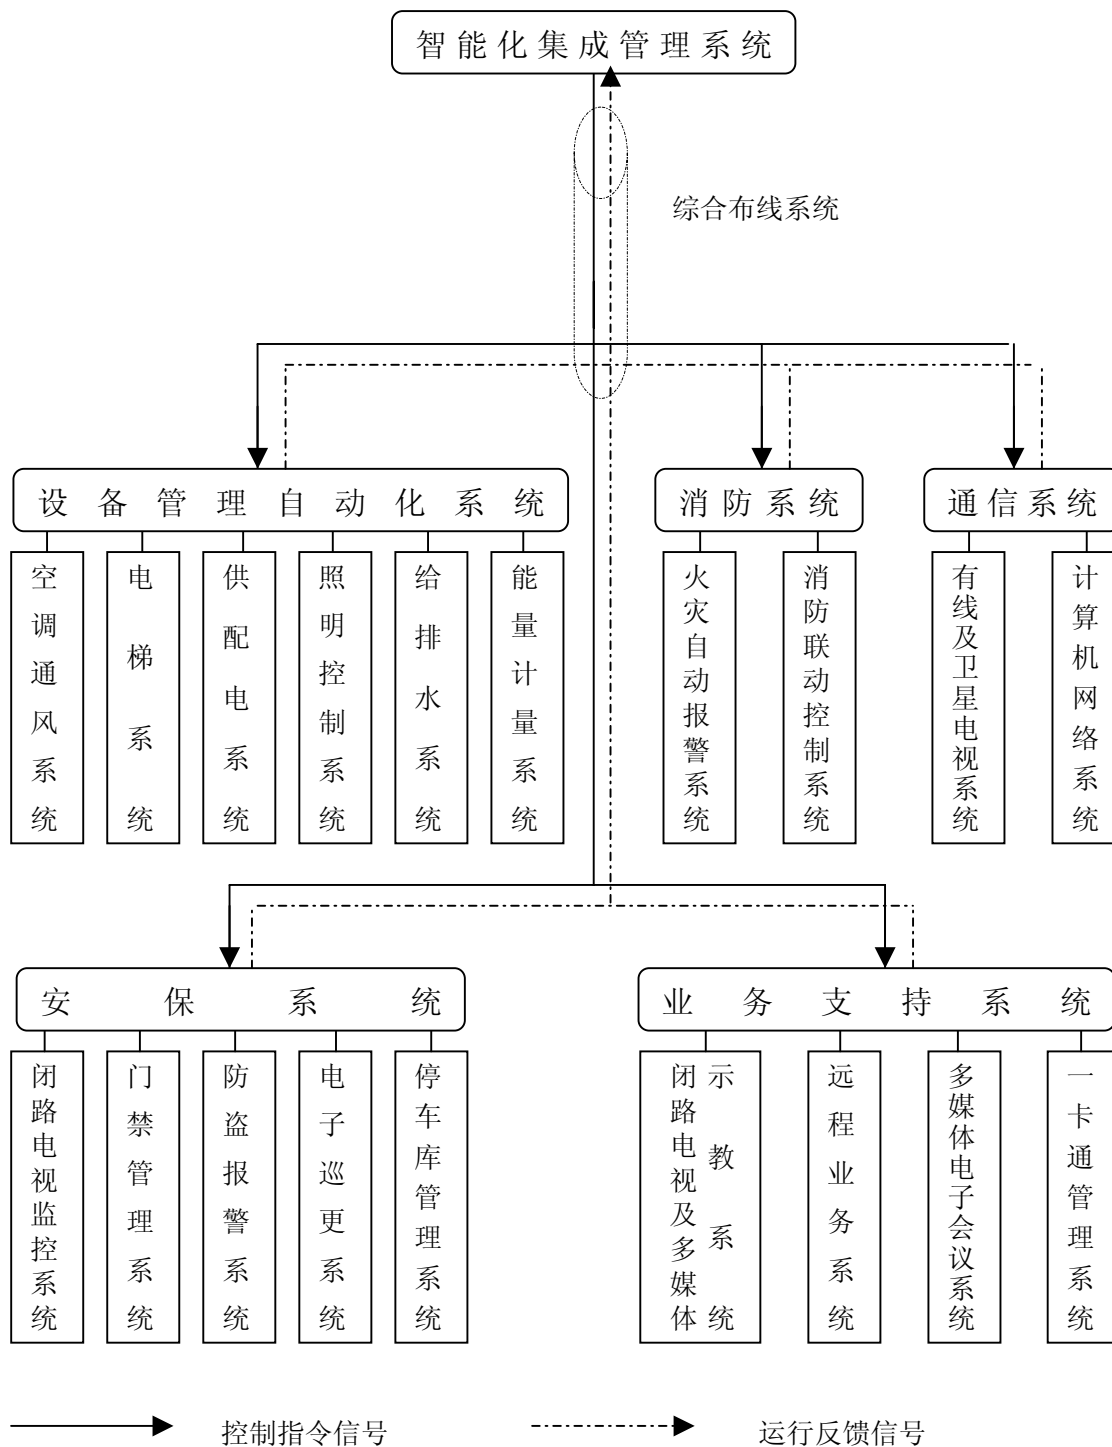 智能化集成管理系统
综合布线系统
设备管理自动化系统
消防系统
通信系统
空调通风系统
电梯系统
供配电系统
照明控制系统
给排水系统
能量计量系统
火灾自动报警系统
消防联动控制系统
有线及卫星电视系统
计算机网络系统
安保系统
业务支持系统
闭路电视监控系统
门禁管理系统
防盗报警系统
电子巡更系统
停车库管理系统
闭路电视及多媒体
示教系统
远程业务系统
多媒体电子会议系统
一卡通管理系统
控制指令信号
运行反馈信号